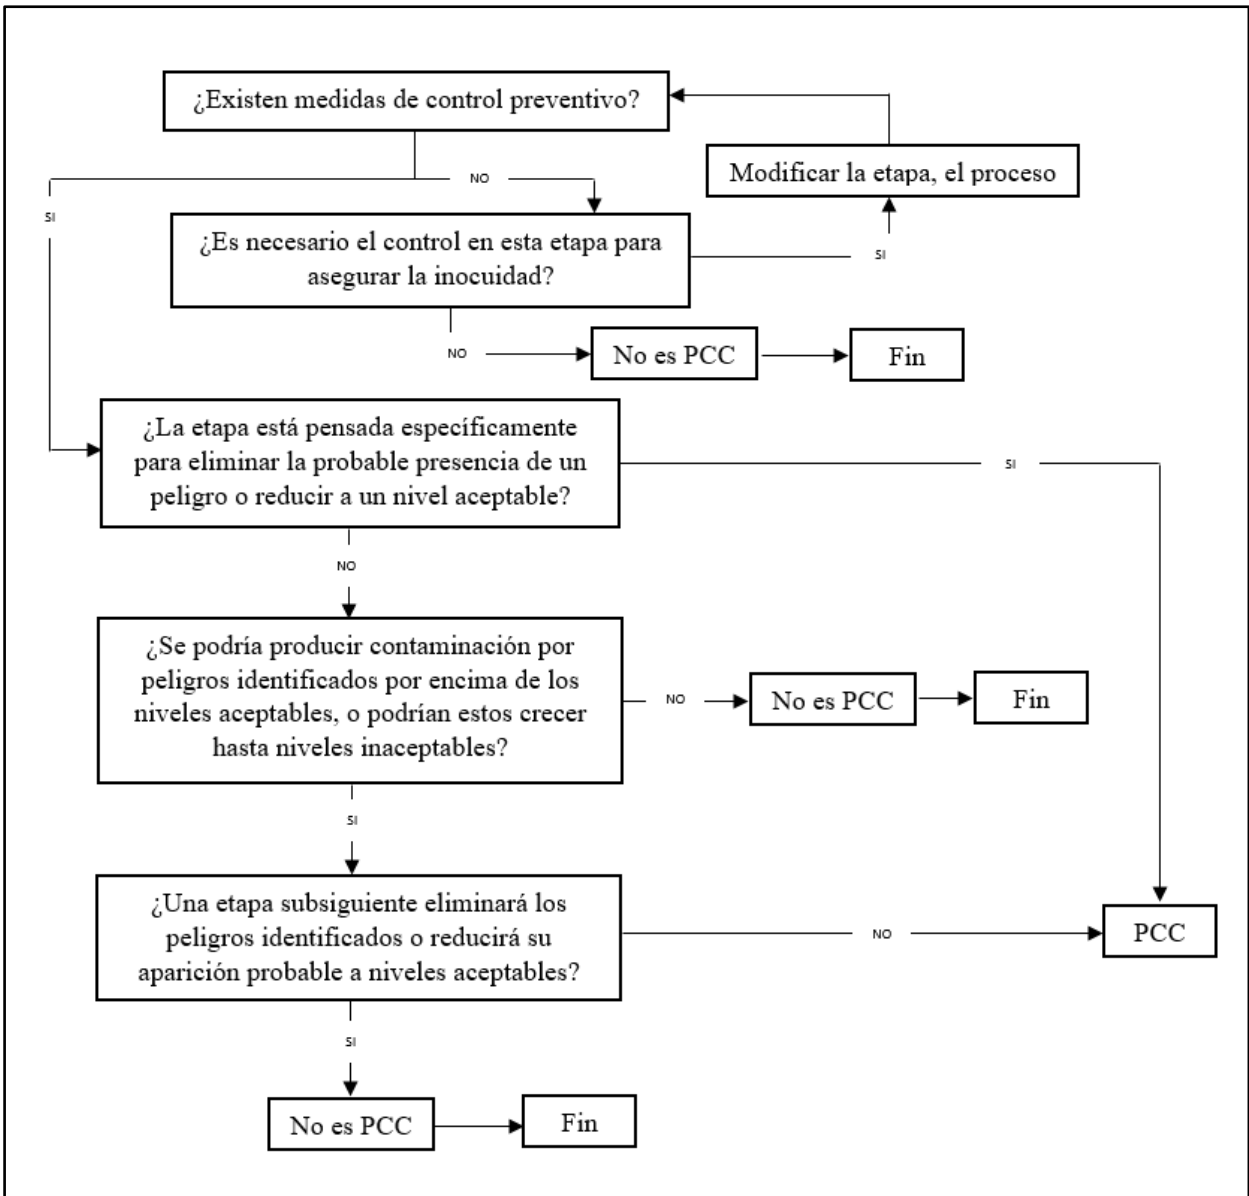 ¿Existen medidas de control preventivo?
Modificar la etapa, el proceso
NO
SI
¿Es necesario el control en esta etapa para
asegurar la inocuidad?
SI
NO
No es PCC
Fin
¿La etapa está pensada específicamente
para eliminar la probable presencia de un
peligro o reducir a un nivel aceptable?
SI
NO
¿Se podría producir contaminación por
peligros identificados por encima de los
niveles aceptables, o podrían estos crecer
hasta niveles inaceptables?
NO
No es PCC
Fin
SI
¿Una etapa subsiguiente eliminará los
peligros identificados o reducirá su
aparición probable a niveles aceptables?
NO
PCC
SI
No es PCC
Fin